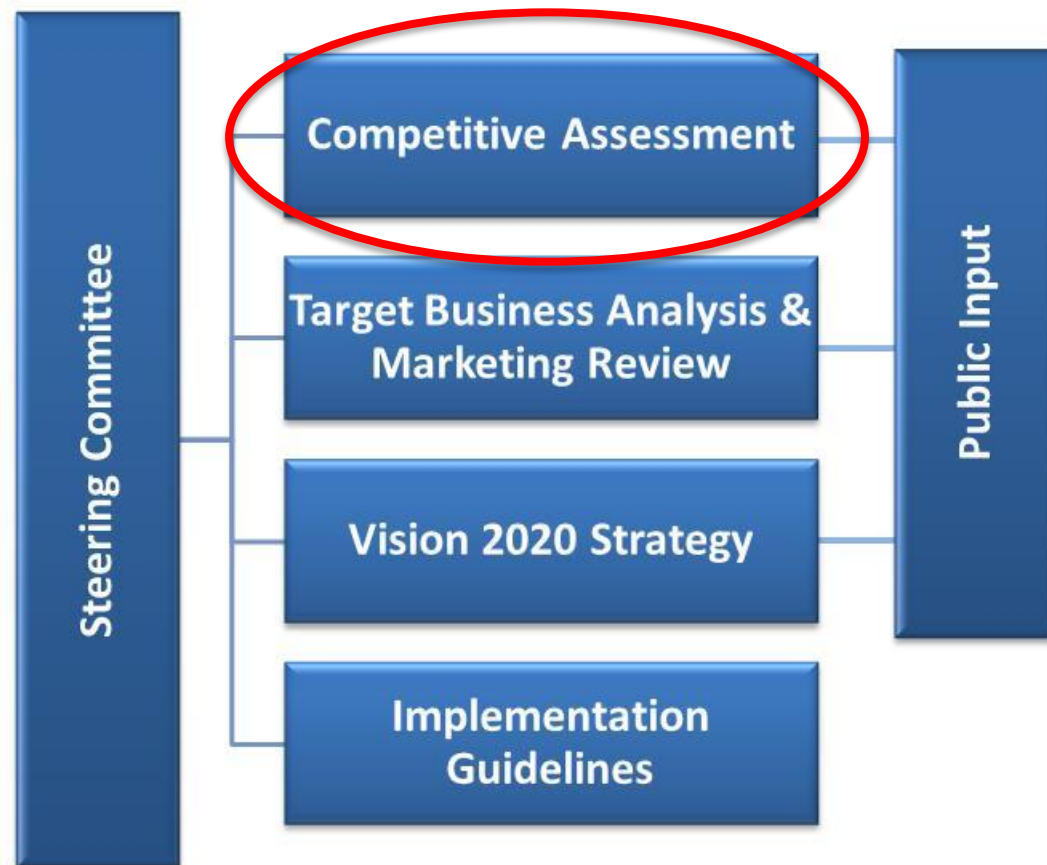 Steering Committee
Competitive Assessment
Target Business Analysis &
Marketing Review
Vision 2020 Strategy
Implementation
Guidelines
Public Input